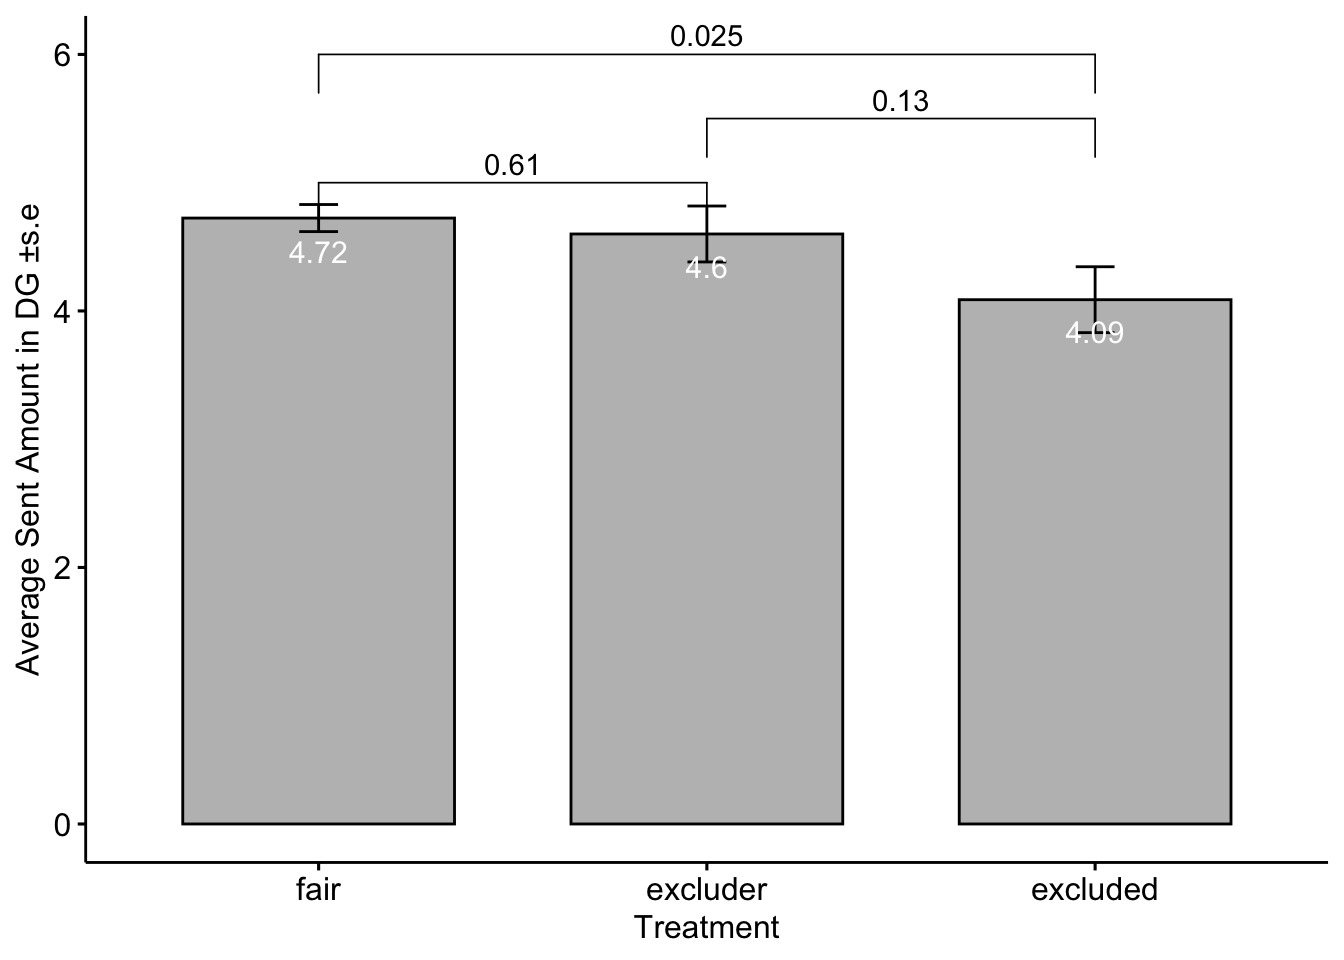 0.025
0.13
0.61
6
4
2
0
Average Sent Amount in DG ±s.e
4.72
4.6
4.09
fair
excluder
excluded
Treatment